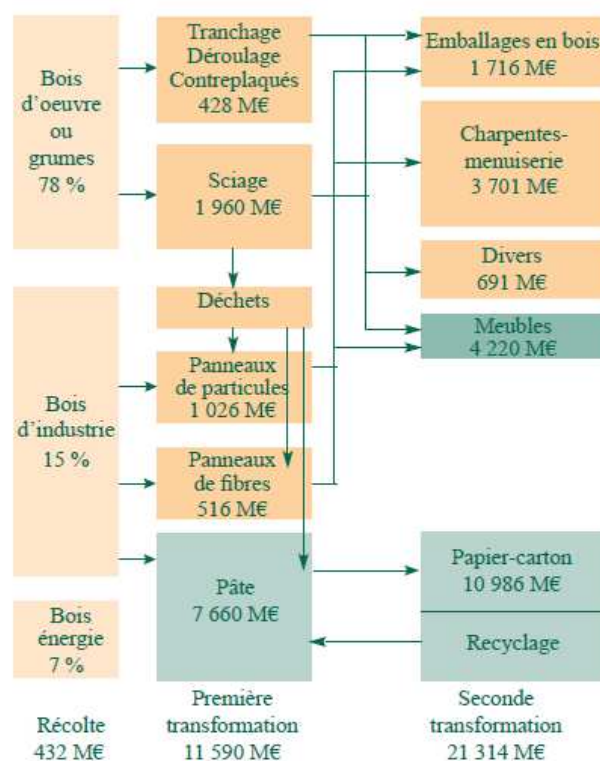 Bois
d'oeuvre
ou
grumes
78 %
Bois
d'industrie
15 %
Bois
énergie
7 %
Récolte
432 M€
Tranchage
Déroulage
Contreplaqués
428 M€
Sciage
1 960 M€
Déchets
Panneaux
de particules
1 026 M€
Panneaux
de fibres
516 M€
Pâte
7 660 M€
Première
transformation
11 590 M€
Emballages en bois
1 716 M€
Charpentes-
menuiserie
3 701 M€
Divers
691 M€
Meubles
4 220 M€
Papier-carton
10 986 M€
Recyclage
Seconde
transformation
21 314 M€